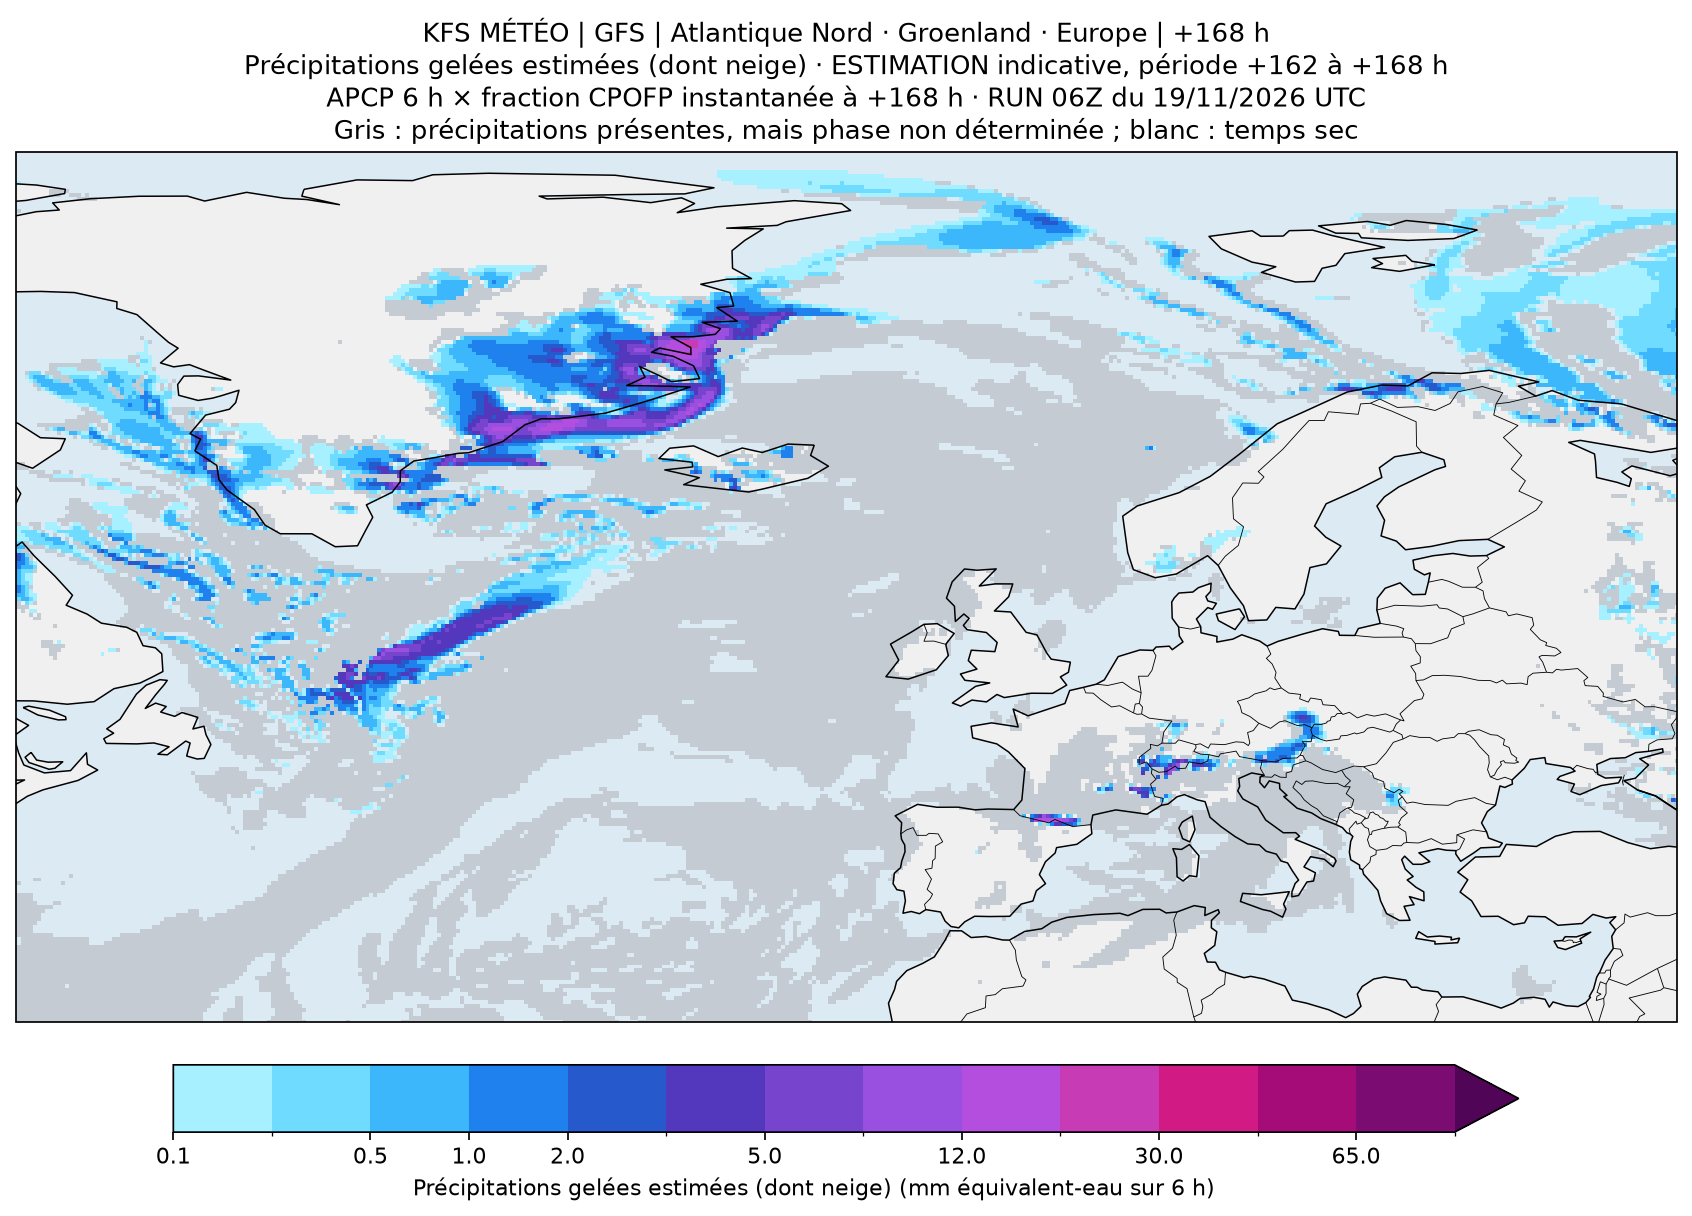 KFS MÉTÉO | GFS | Atlantique Nord · Groenland · Europe | +168 h
Précipitations gelées estimées (dont neige) · ESTIMATION indicative, période +162 à +168 h
APCP 6 h × fraction CPOFP instantanée à +168 h · RUN 06Z du 19/11/2026 UTC
Gris : précipitations présentes, mais phase non déterminée ; blanc : temps sec
0.1 0.5 1.0 2.0 5.0 12.0 30.0 65.0
Précipitations gelées estimées (dont neige) (mm équivalent-eau sur 6 h)